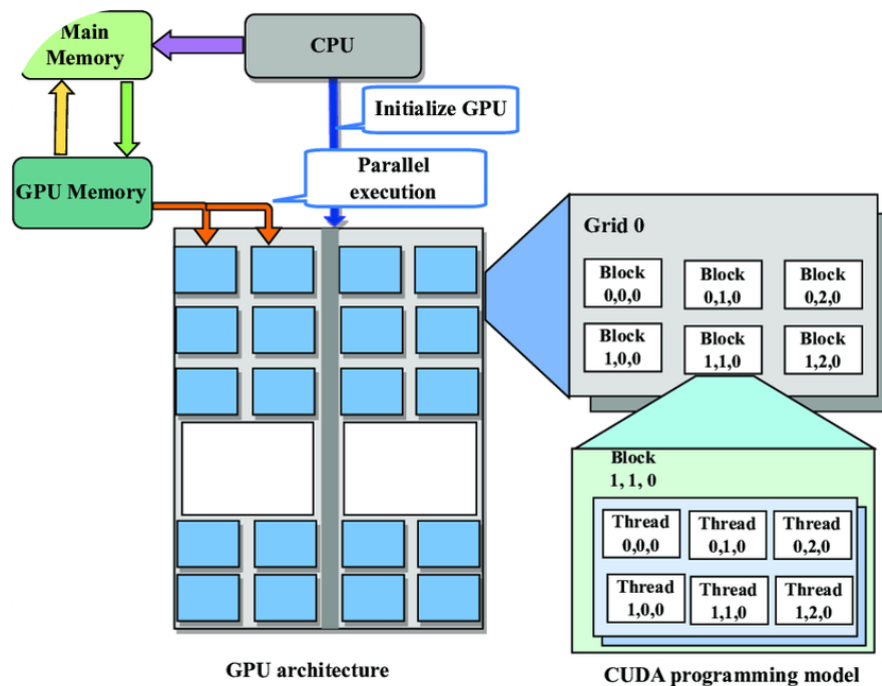 Main
Memory
CPU
Initialize GPU
Parallel
execution
GPU Memory
Grid 0
Block
0,0,0
Block
0,1,0
Block
0,2,0
Block
1,0,0
Block
1,1,0
Block
1,2,0
Block
1, 1, 0
Thread
0,0,0
Thread
0,1,0
Thread
0,2,0
Thread
1,0,0
Thread
1,1,0
Thread
1,2,0
GPU architecture
CUDA programming model